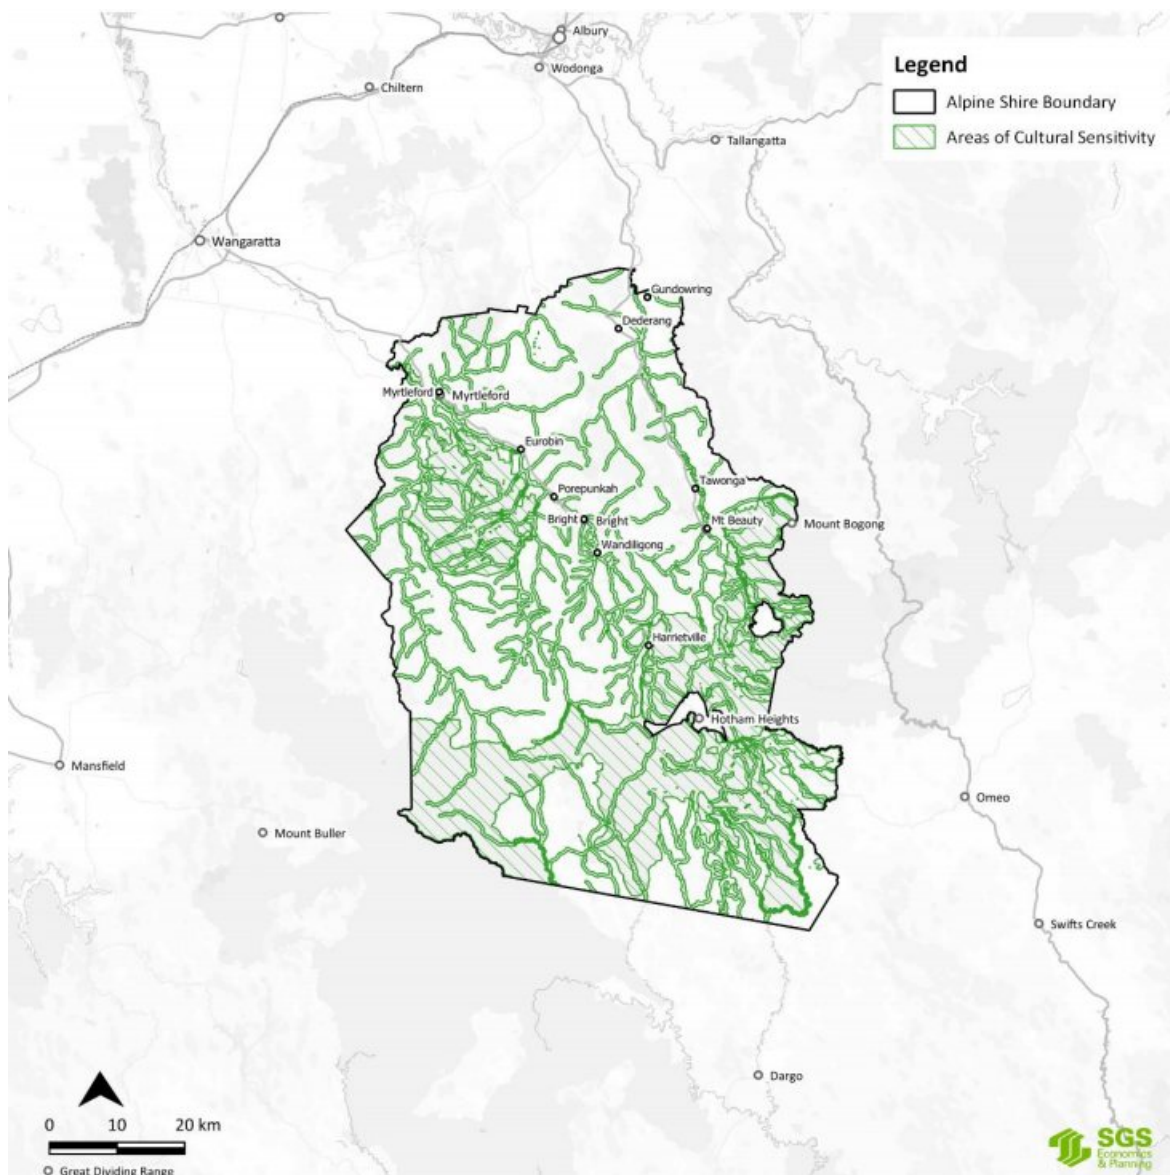 Albury
Wodonga
Chiltern
Legend
Alpine Shire Boundary
Areas of Cultural Sensitivity
Tallangatta
Wangaratta
Gundowring
Dederang
Myrtleford
Myrtleford
Eurobin
Tawonga
Porepunkah
Bright
Bright
Mt Beauty
Mount Bogong
Wandiligong
Harrietville
Hotham Heights
Mansfield
Omeo
Mount Buller
Swifts Creek
Dargo
0 10 20 km
Great Dividing Range
SGS
Economics
& Planning